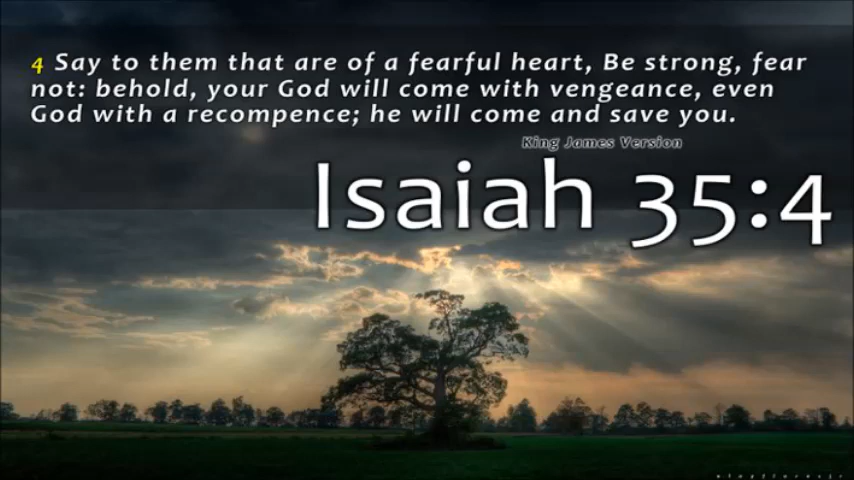 4 Say to them that are of a fearful heart, Be strong, fear
not: behold, your God will come with vengeance, even
God with a recompence; he will come and save you.
King James Version
Isaiah 35:4